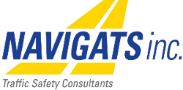 NAVIGATS inc.
Traffic Safety Consultants